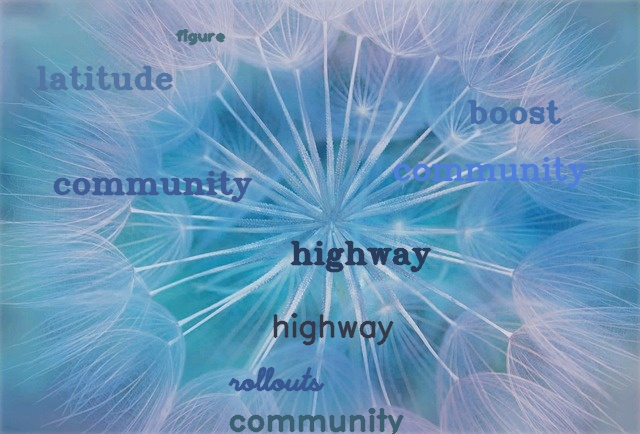 figure
latitude
boost
community
community
highway
highway
rollouts
community